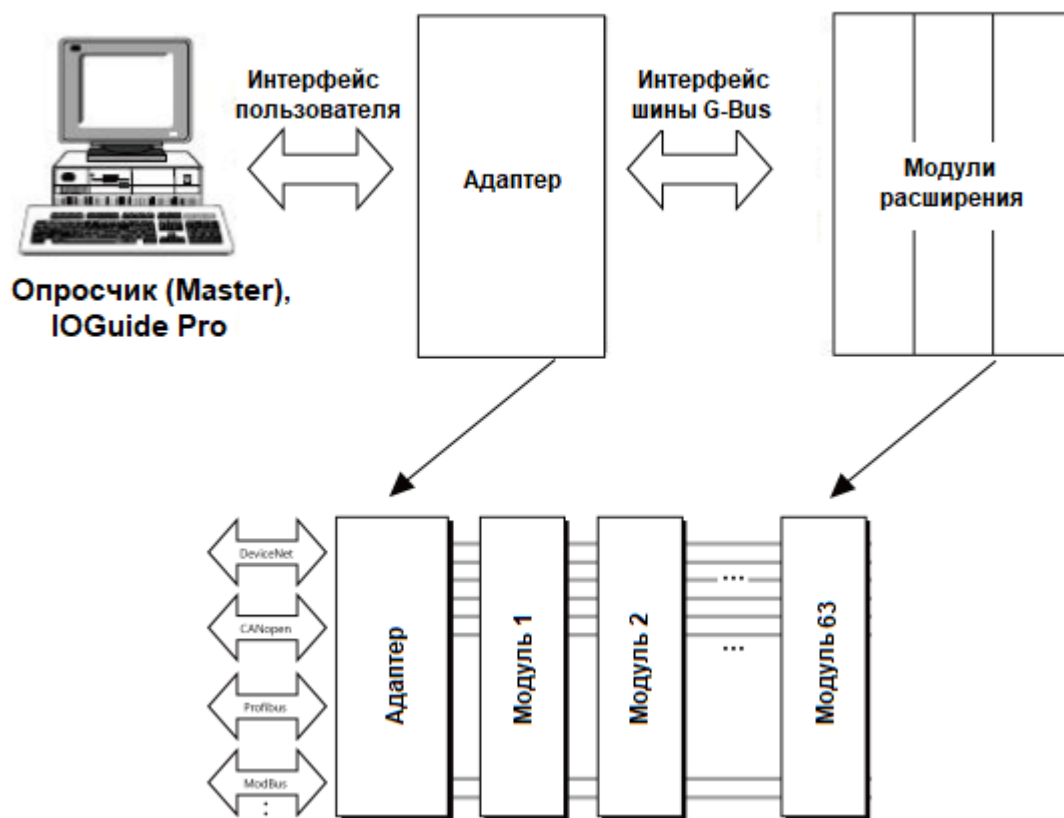 Интерфейс
пользователя
Интерфейс
шины G-Bus
Адаптер
Модули
расширения
Опросчик (Master),
IOGuide Pro
DeviceNet
CANopen
Profibus
ModBus
:
Адаптер
Модуль 1
Модуль 2
...
...
Модуль 63